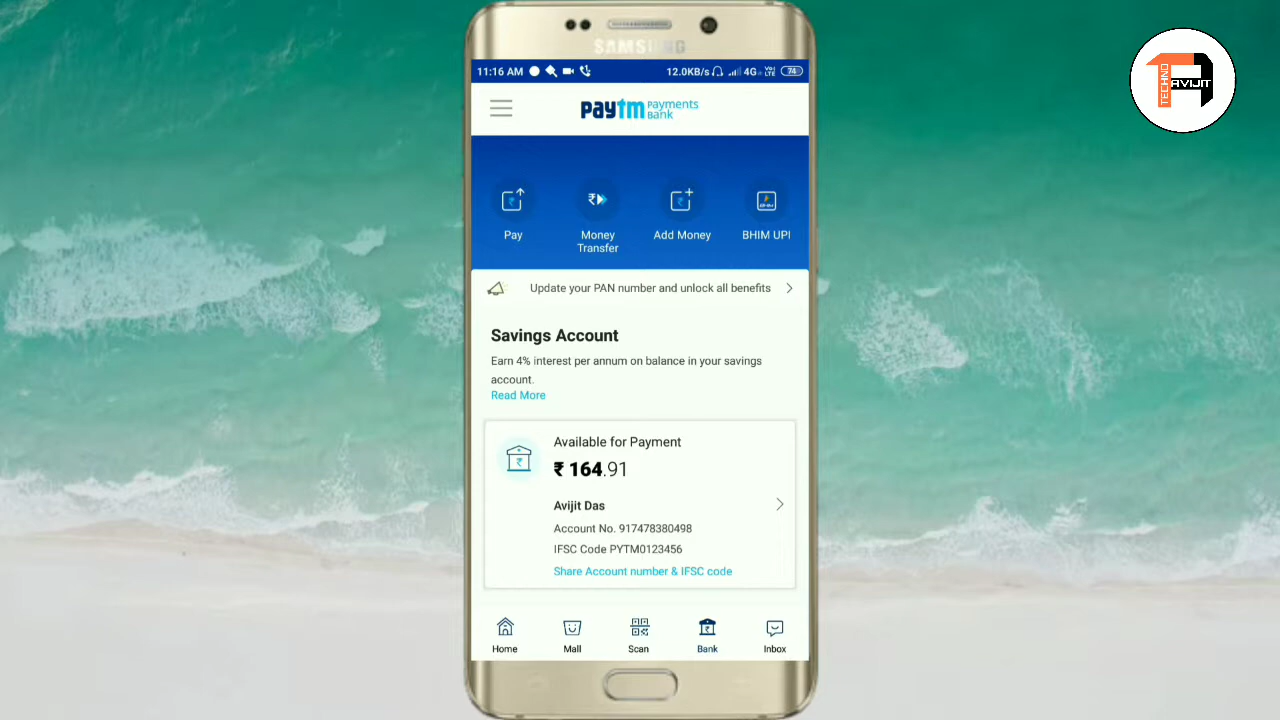 SAMSUNG
11:16 AM
12.0KB/s 4G Vo LTE 74
paytm Payments Bank
Pay
Money Transfer
Add Money
BHIM UPI
Update your PAN number and unlock all benefits
Savings Account
Earn 4% interest per annum on balance in your savings
account.
Read More
Available for Payment
₹ 164.91
Avijit Das
Account No. 917478380498
IFSC Code PYTM0123456
Share Account number & IFSC code
Home
Mall
Scan
Bank
Inbox
TECHNO
AVIJIT